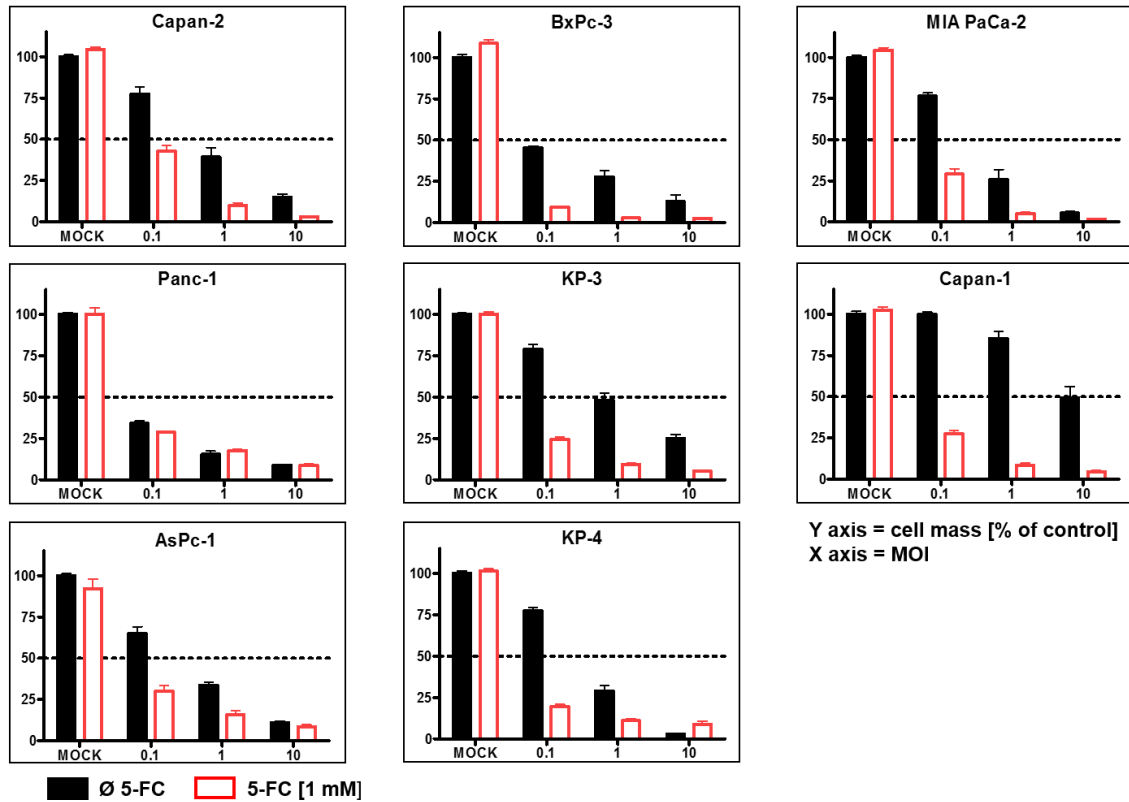 Capan-2
100
75
50
25
0
MOCK 0.1 1 10
BxPc-3
100
75
50
25
0
MOCK 0.1 1 10
MIA PaCa-2
100
75
50
25
0
MOCK 0.1 1 10
Panc-1
100
75
50
25
0
MOCK 0.1 1 10
KP-3
100
75
50
25
0
MOCK 0.1 1 10
Capan-1
100
75
50
25
0
MOCK 0.1 1 10
AsPc-1
100
75
50
25
0
MOCK 0.1 1 10
KP-4
100
75
50
25
0
MOCK 0.1 1 10
Y axis = cell mass [% of control]
X axis = MOI
Ø 5-FC 5-FC [1 mM]